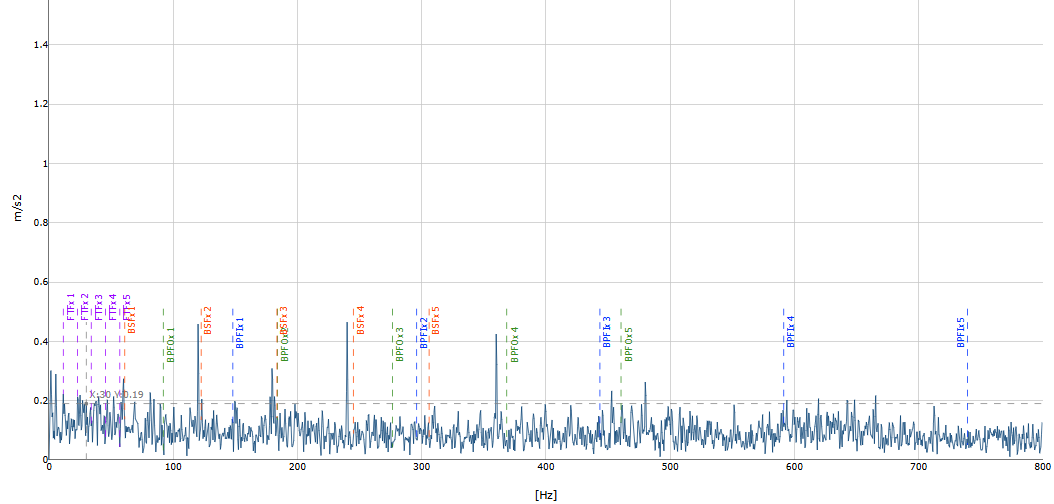 1.4
1.2
1
0.8
0.6
0.4
0.2
0
m/s2
FTFx1
FTFx2
FTFx3
FTFx4
FTFx5
BSFx1
BPFOx1
BSFx2
BPFIx1
BSFx3
BSFx4
BPFOx3
BPFIx2
BSFx5
BPFOx4
BPFIx3
BPFOx5
BPFIx4
BPFIx5
X:30
0.19
0 100 200 300 400 500 600 700 800
[Hz]